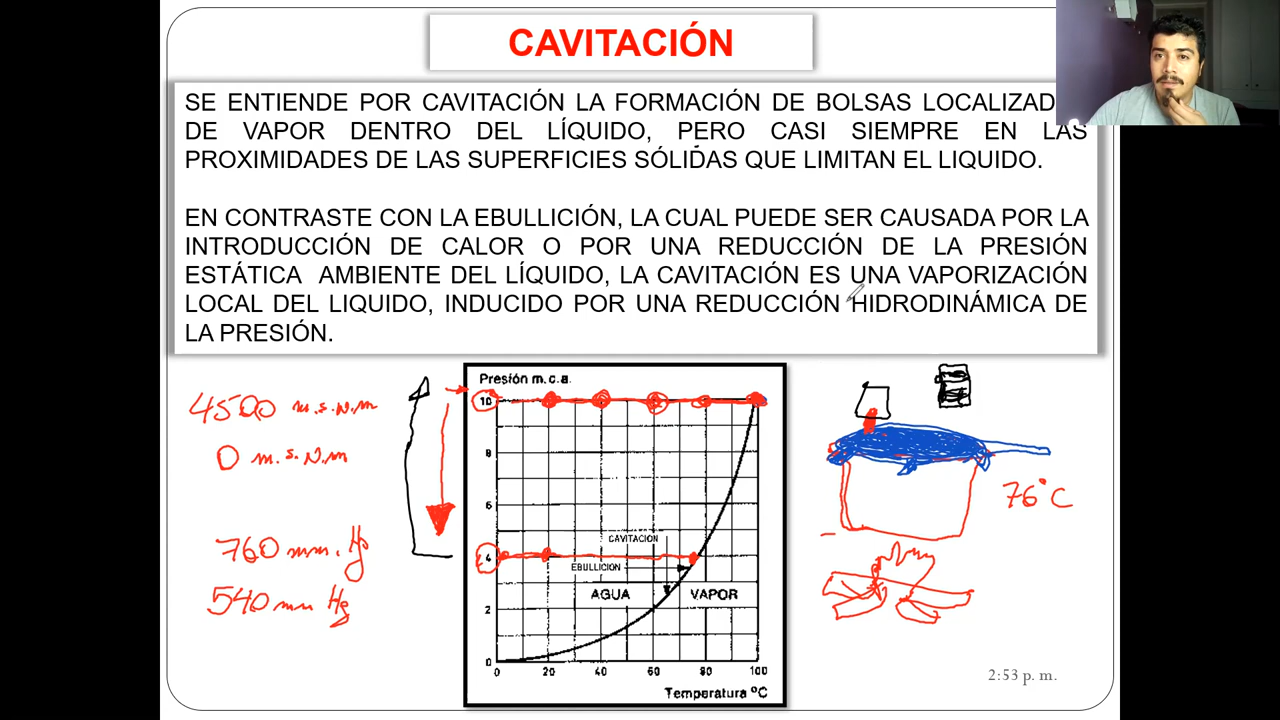 CAVITACIÓN
SE ENTIENDE POR CAVITACIÓN LA FORMACIÓN DE BOLSAS LOCALIZAD
DE VAPOR DENTRO DEL LÍQUIDO, PERO CASI SIEMPRE EN LAS
PROXIMIDADES DE LAS SUPERFICIES SÓLIDAS QUE LIMITAN EL LIQUIDO.
EN CONTRASTE CON LA EBULLICIÓN, LA CUAL PUEDE SER CAUSADA POR LA
INTRODUCCIÓN DE CALOR O POR UNA REDUCCIÓN DE LA PRESIÓN
ESTÁTICA AMBIENTE DEL LÍQUIDO, LA CAVITACIÓN ES UNA VAPORIZACIÓN
LOCAL DEL LIQUIDO, INDUCIDO POR UNA REDUCCIÓN HIDRODINÁMICA DE
LA PRESIÓN.
4500 m.s.N.m
0 m.s.N.m
760 mm.Hg
540 mm Hg
Presión m.c.a.
10
8
6
4
2
0
CAVITACION
EBULLICION
AGUA VAPOR
0 20 40 60 80 100
Temperatura ºC
76°C
2:53 p. m.